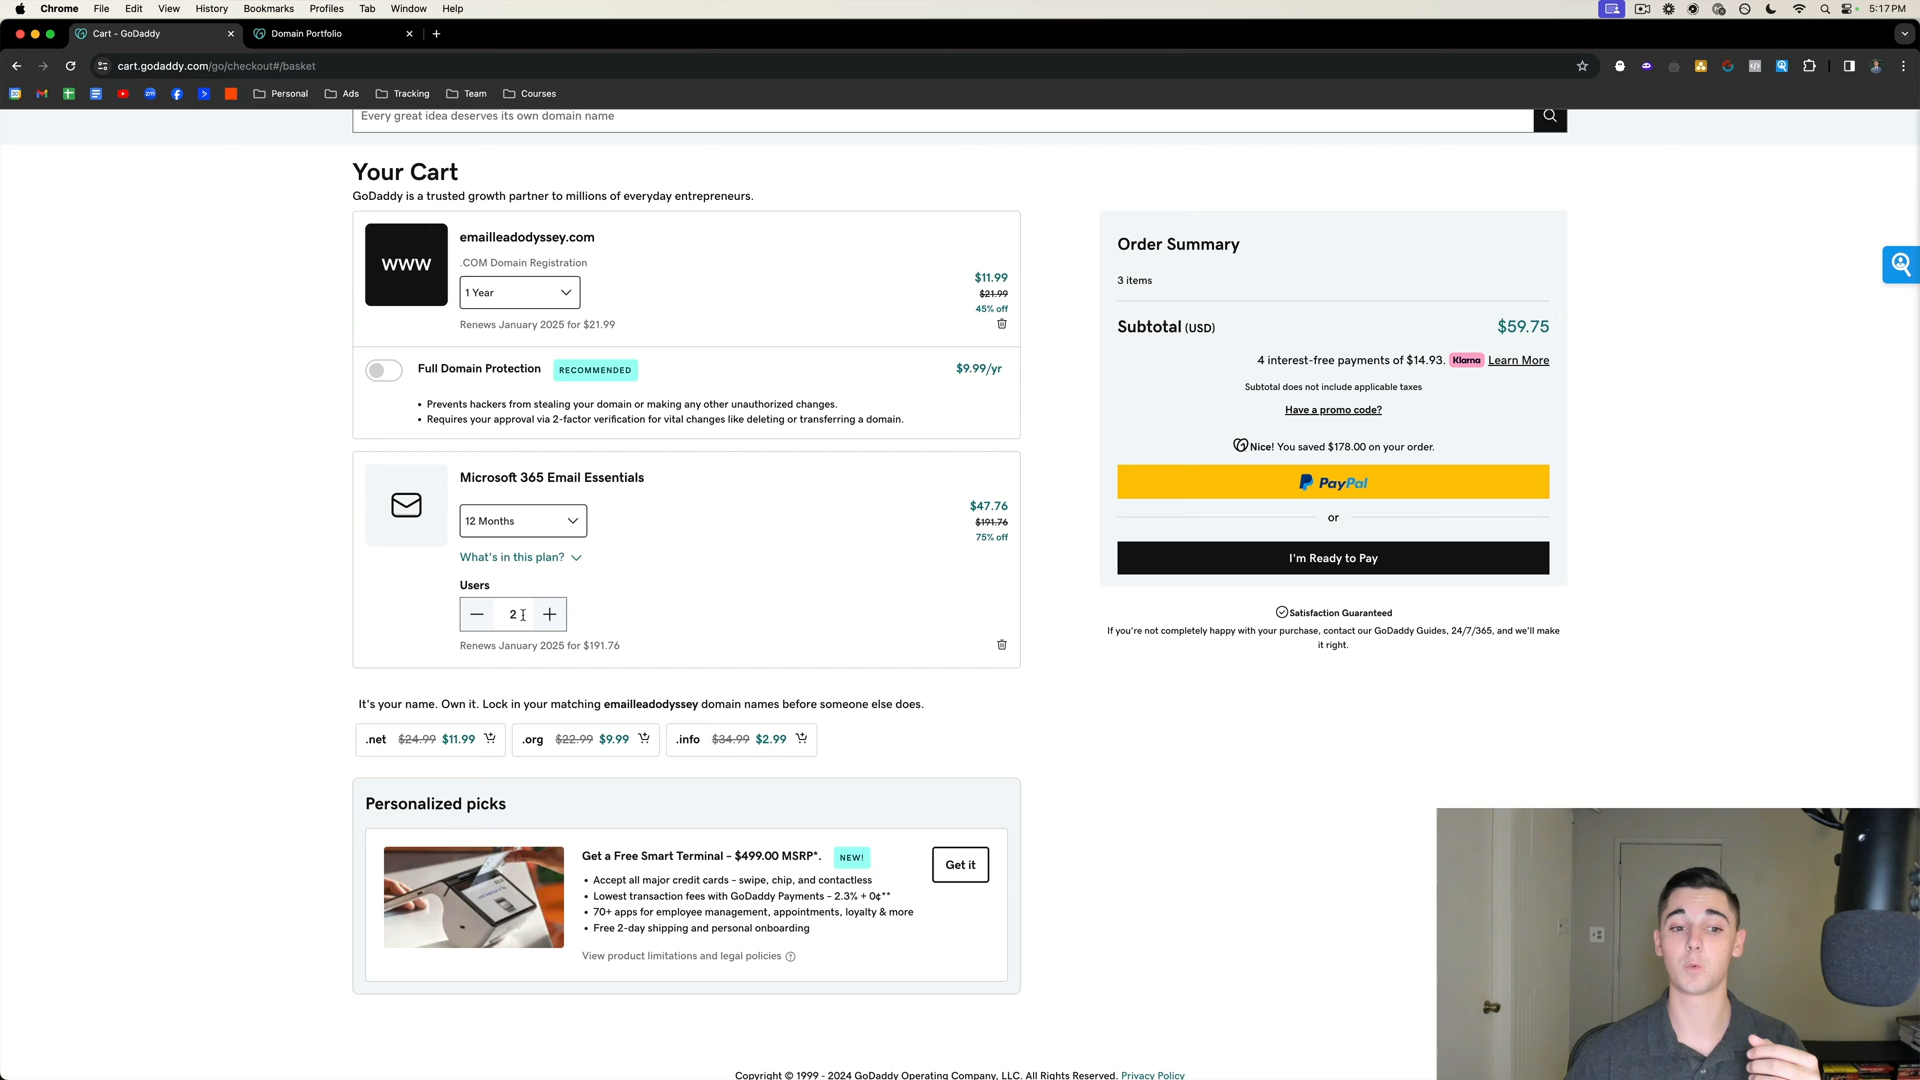 Chrome File Edit View History Bookmarks Profiles Tab Window Help 5:17 PM
Cart - GoDaddy Domain Portfolio
cart.godaddy.com/go/checkout#/basket
Personal Ads Tracking Team Courses
Every great idea deserves its own domain name
Your Cart
GoDaddy is a trusted growth partner to millions of everyday entrepreneurs.
www
emailleadodyssey.com
.COM Domain Registration
1 Year
Renews January 2025 for $21.99
$11.99
$21.99
45% off
Full Domain Protection RECOMMENDED $9.99/yr
• Prevents hackers from stealing your domain or making any other unauthorized changes.
• Requires your approval via 2-factor verification for vital changes like deleting or transferring a domain.
Microsoft 365 Email Essentials
12 Months
$47.76
$191.76
75% off
What's in this plan?
Users
2
Renews January 2025 for $191.76
It's your name. Own it. Lock in your matching emailleadodyssey domain names before someone else does.
.net $24.99 $11.99 .org $22.99 $9.99 .info $34.99 $2.99
Personalized picks
Get a Free Smart Terminal – $499.00 MSRP*. NEW!
• Accept all major credit cards – swipe, chip, and contactless
• Lowest transaction fees with GoDaddy Payments – 2.3% + 0¢**
• 70+ apps for employee management, appointments, loyalty & more
• Free 2-day shipping and personal onboarding
View product limitations and legal policies
Get it
Order Summary
3 items
Subtotal (USD) $59.75
4 interest-free payments of $14.93. Klarna Learn More
Subtotal does not include applicable taxes
Have a promo code?
Nice! You saved $178.00 on your order.
PayPal
or
I'm Ready to Pay
Satisfaction Guaranteed
If you're not completely happy with your purchase, contact our GoDaddy Guides, 24/7/365, and we'll make
it right.
Copyright © 1999 - 2024 GoDaddy Operating Company, LLC. All Rights Reserved. Privacy Policy